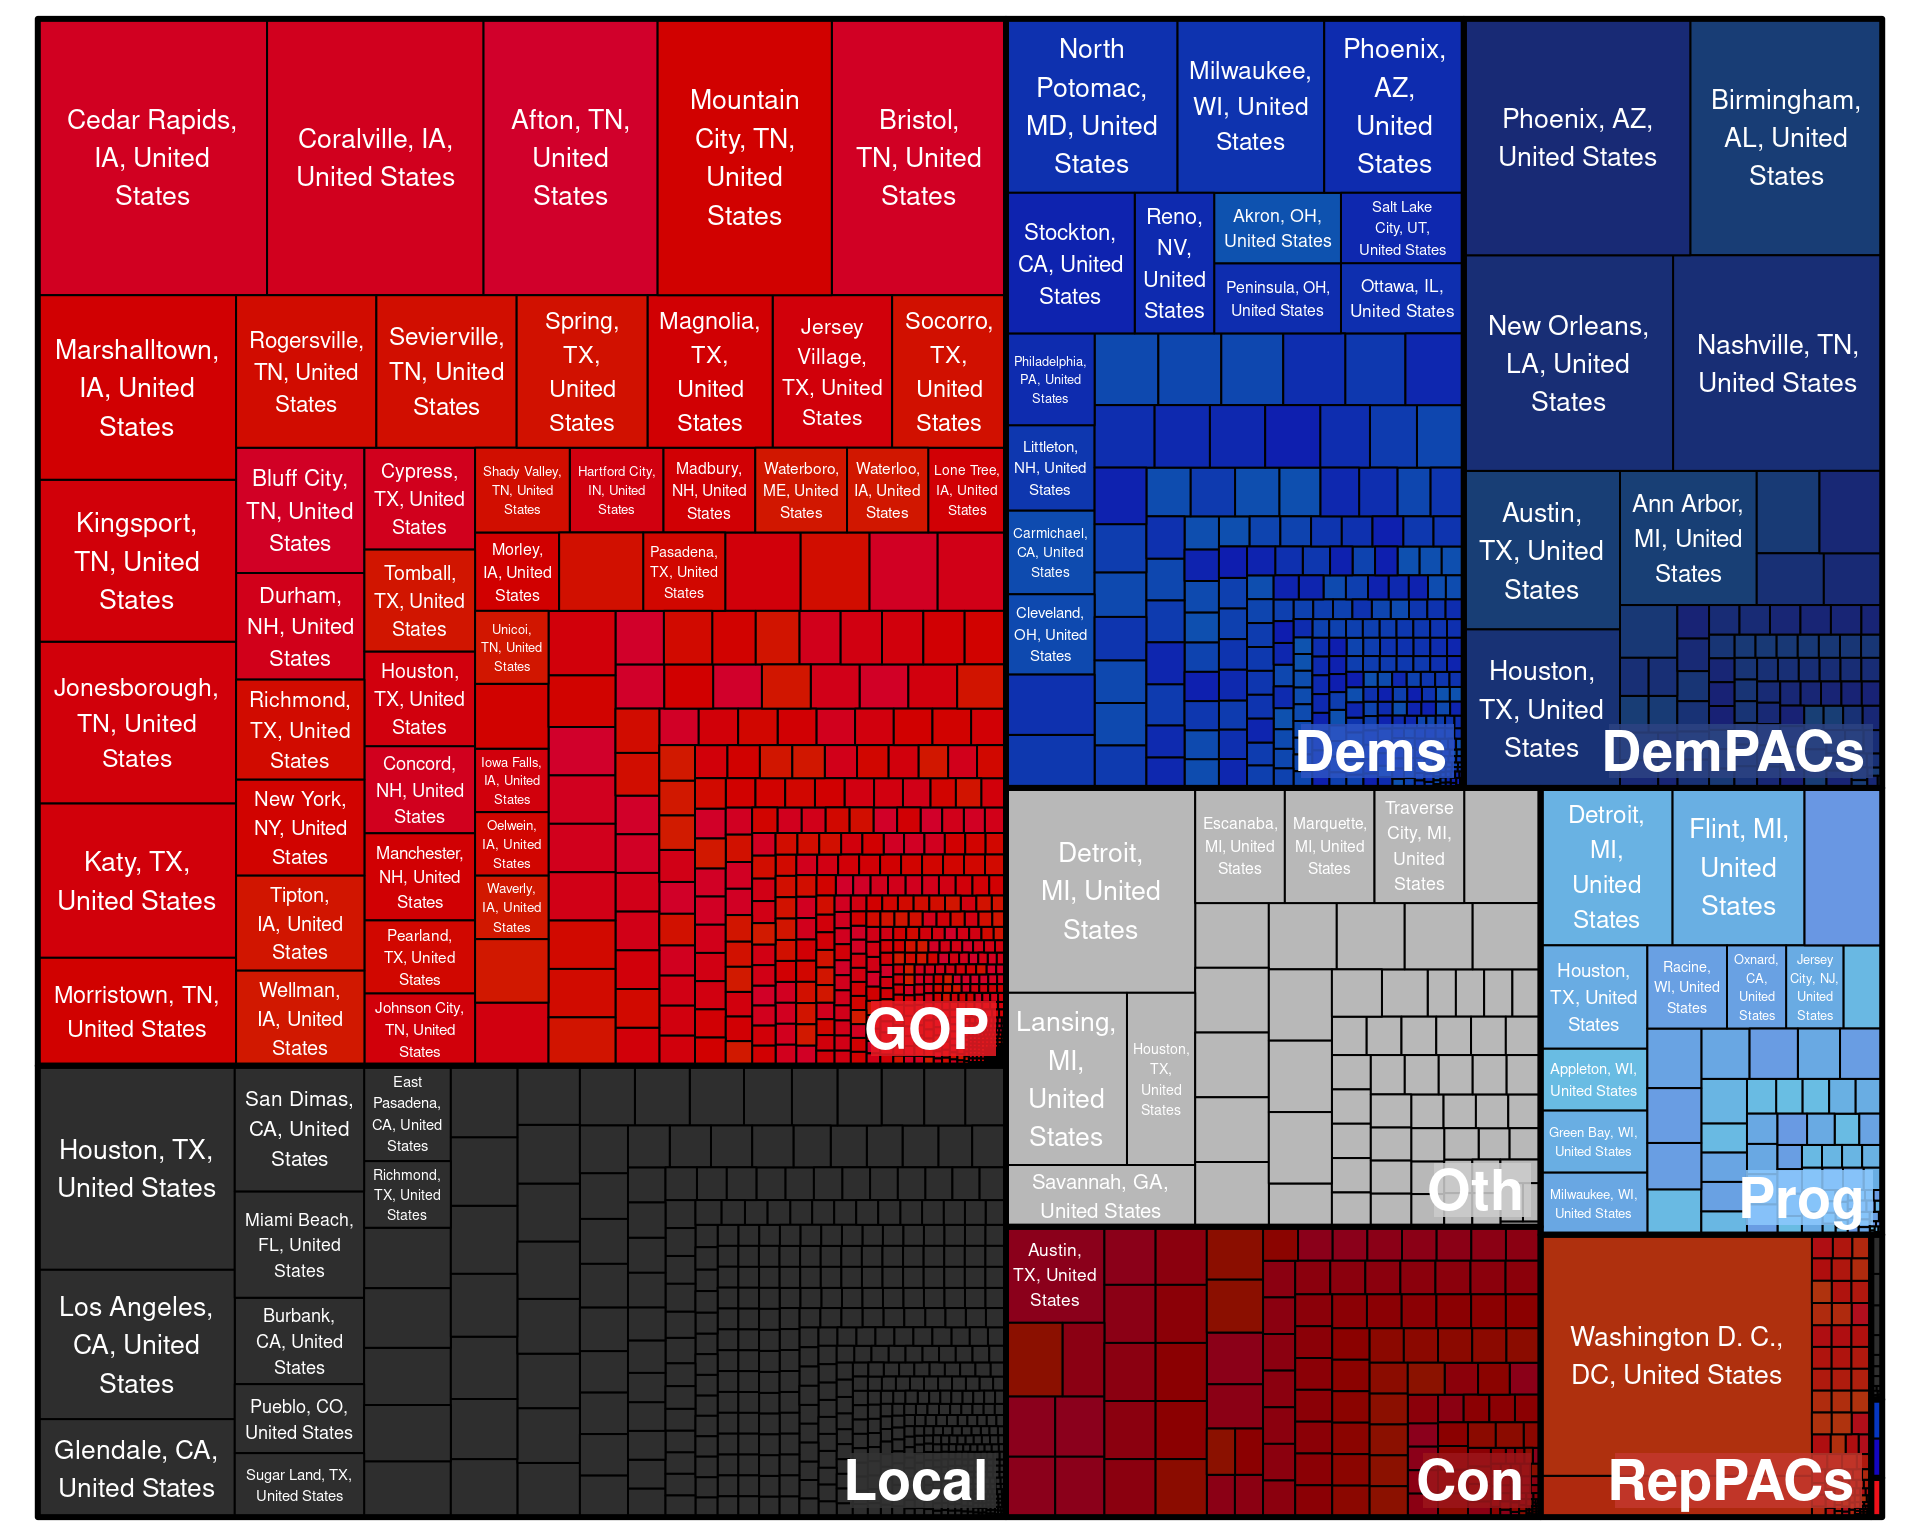 Cedar Rapids,
IA, United
States
Coralville, IA,
United States
Afton, TN,
United
States
Mountain
City, TN,
United
States
Bristol,
TN, United
States
Marshalltown,
IA, United
States
Rogersville,
TN, United
States
Sevierville,
TN, United
States
Spring,
TX,
United
States
Magnolia,
TX,
United
States
Jersey
Village,
TX, United
States
Socorro,
TX,
United
States
Kingsport,
TN, United
States
Jonesborough,
TN, United
States
Katy, TX,
United States
Morristown, TN,
United States
Bluff City,
TN, United
States
Durham,
NH, United
States
Richmond,
TX, United
States
New York,
NY, United
States
Tipton,
IA, United
States
Wellman,
IA, United
States
Cypress,
TX, United
States
Tomball,
TX, United
States
Houston,
TX, United
States
Concord,
NH, United
States
Manchester,
NH, United
States
Pearland,
TX, United
States
Johnson City,
TN, United
States
Shady Valley,
TN, United
States
Hartford City,
IN, United
States
Madbury,
NH, United
States
Waterboro,
ME, United
States
Waterloo,
IA, United
States
Lone Tree,
IA, United
States
Morley,
IA, United
States
Pasadena,
TX, United
States
Unicoi,
TN, United
States
Iowa Falls,
IA, United
States
Oelwein,
IA, United
States
Waverly,
IA, United
States
GOP
Houston, TX,
United States
Los Angeles,
CA, United
States
Glendale, CA,
United States
San Dimas,
CA, United
States
Miami Beach,
FL, United
States
Burbank,
CA, United
States
Pueblo, CO,
United States
Sugar Land, TX,
United States
East
Pasadena,
CA, United
States
Richmond,
TX, United
States
Local
North
Potomac,
MD, United
States
Milwaukee,
WI, United
States
Phoenix,
AZ,
United
States
Stockton,
CA, United
States
Reno,
NV,
United
States
Akron, OH,
United States
Salt Lake
City, UT,
United States
Peninsula, OH,
United States
Ottawa, IL,
United States
Philadelphia,
PA, United
States
Littleton,
NH, United
States
Carmichael,
CA, United
States
Cleveland,
OH, United
States
Dems
Phoenix, AZ,
United States
Birmingham,
AL, United
States
New Orleans,
LA, United
States
Nashville, TN,
United States
Austin,
TX, United
States
Ann Arbor,
MI, United
States
Houston,
TX, United
States
DemPACs
Detroit,
MI, United
States
Escanaba,
MI, United
States
Marquette,
MI, United
States
Traverse
City, MI,
United
States
Lansing,
MI,
United
States
Houston,
TX,
United
States
Savannah, GA,
United States
Oth
Detroit,
MI,
United
States
Flint, MI,
United
States
Houston,
TX, United
States
Racine,
WI, United
States
Oxnard,
CA,
United
States
Jersey
City, NJ,
United
States
Appleton, WI,
United States
Green Bay, WI,
United States
Milwaukee, WI,
United States
Prog
Austin,
TX, United
States
Con
Washington D. C.,
DC, United States
RepPACs